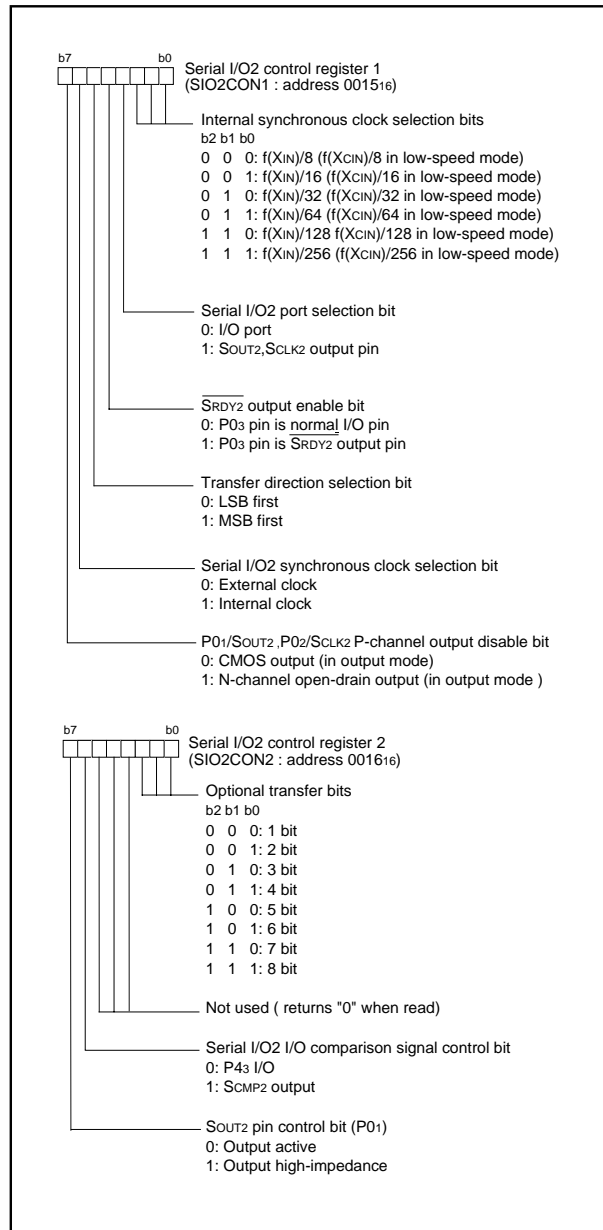 b7 b0
Serial I/O2 control register 1
(SIO2CON1 : address 001516)
Internal synchronous clock selection bits
b2 b1 b0
0 0 0: f(XIN)/8 (f(XCIN)/8 in low-speed mode)
0 0 1: f(XIN)/16 (f(XCIN)/16 in low-speed mode)
0 1 0: f(XIN)/32 (f(XCIN)/32 in low-speed mode)
0 1 1: f(XIN)/64 (f(XCIN)/64 in low-speed mode)
1 1 0: f(XIN)/128 f(XCIN)/128 in low-speed mode)
1 1 1: f(XIN)/256 (f(XCIN)/256 in low-speed mode)
Serial I/O2 port selection bit
0: I/O port
1: SOUT2,SCLK2 output pin
SRDY2 output enable bit
0: P03 pin is normal I/O pin
1: P03 pin is SRDY2 output pin
Transfer direction selection bit
0: LSB first
1: MSB first
Serial I/O2 synchronous clock selection bit
0: External clock
1: Internal clock
P01/SOUT2 ,P02/SCLK2 P-channel output disable bit
0: CMOS output (in output mode)
1: N-channel open-drain output (in output mode )
b7 b0
Serial I/O2 control register 2
(SIO2CON2 : address 001616)
Optional transfer bits
b2 b1 b0
0 0 0: 1 bit
0 0 1: 2 bit
0 1 0: 3 bit
0 1 1: 4 bit
1 0 0: 5 bit
1 0 1: 6 bit
1 1 0: 7 bit
1 1 1: 8 bit
Not used ( returns "0" when read)
Serial I/O2 I/O comparison signal control bit
0: P43 I/O
1: SCMP2 output
SOUT2 pin control bit (P01)
0: Output active
1: Output high-impedance